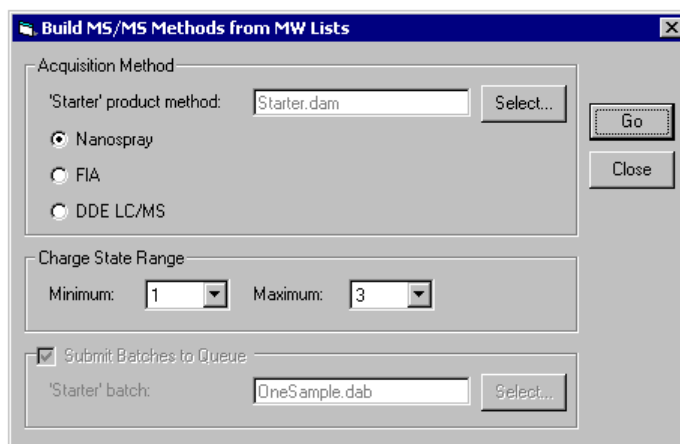 Build MS/MS Methods from MW Lists
Acquisition Method
'Starter' product method: Starter.dam Select...
Go
Nanospray
Close
FIA
DDE LC/MS
Charge State Range
Minimum: 1 Maximum: 3
Submit Batches to Queue
'Starter' batch: OneSample.dab Select...